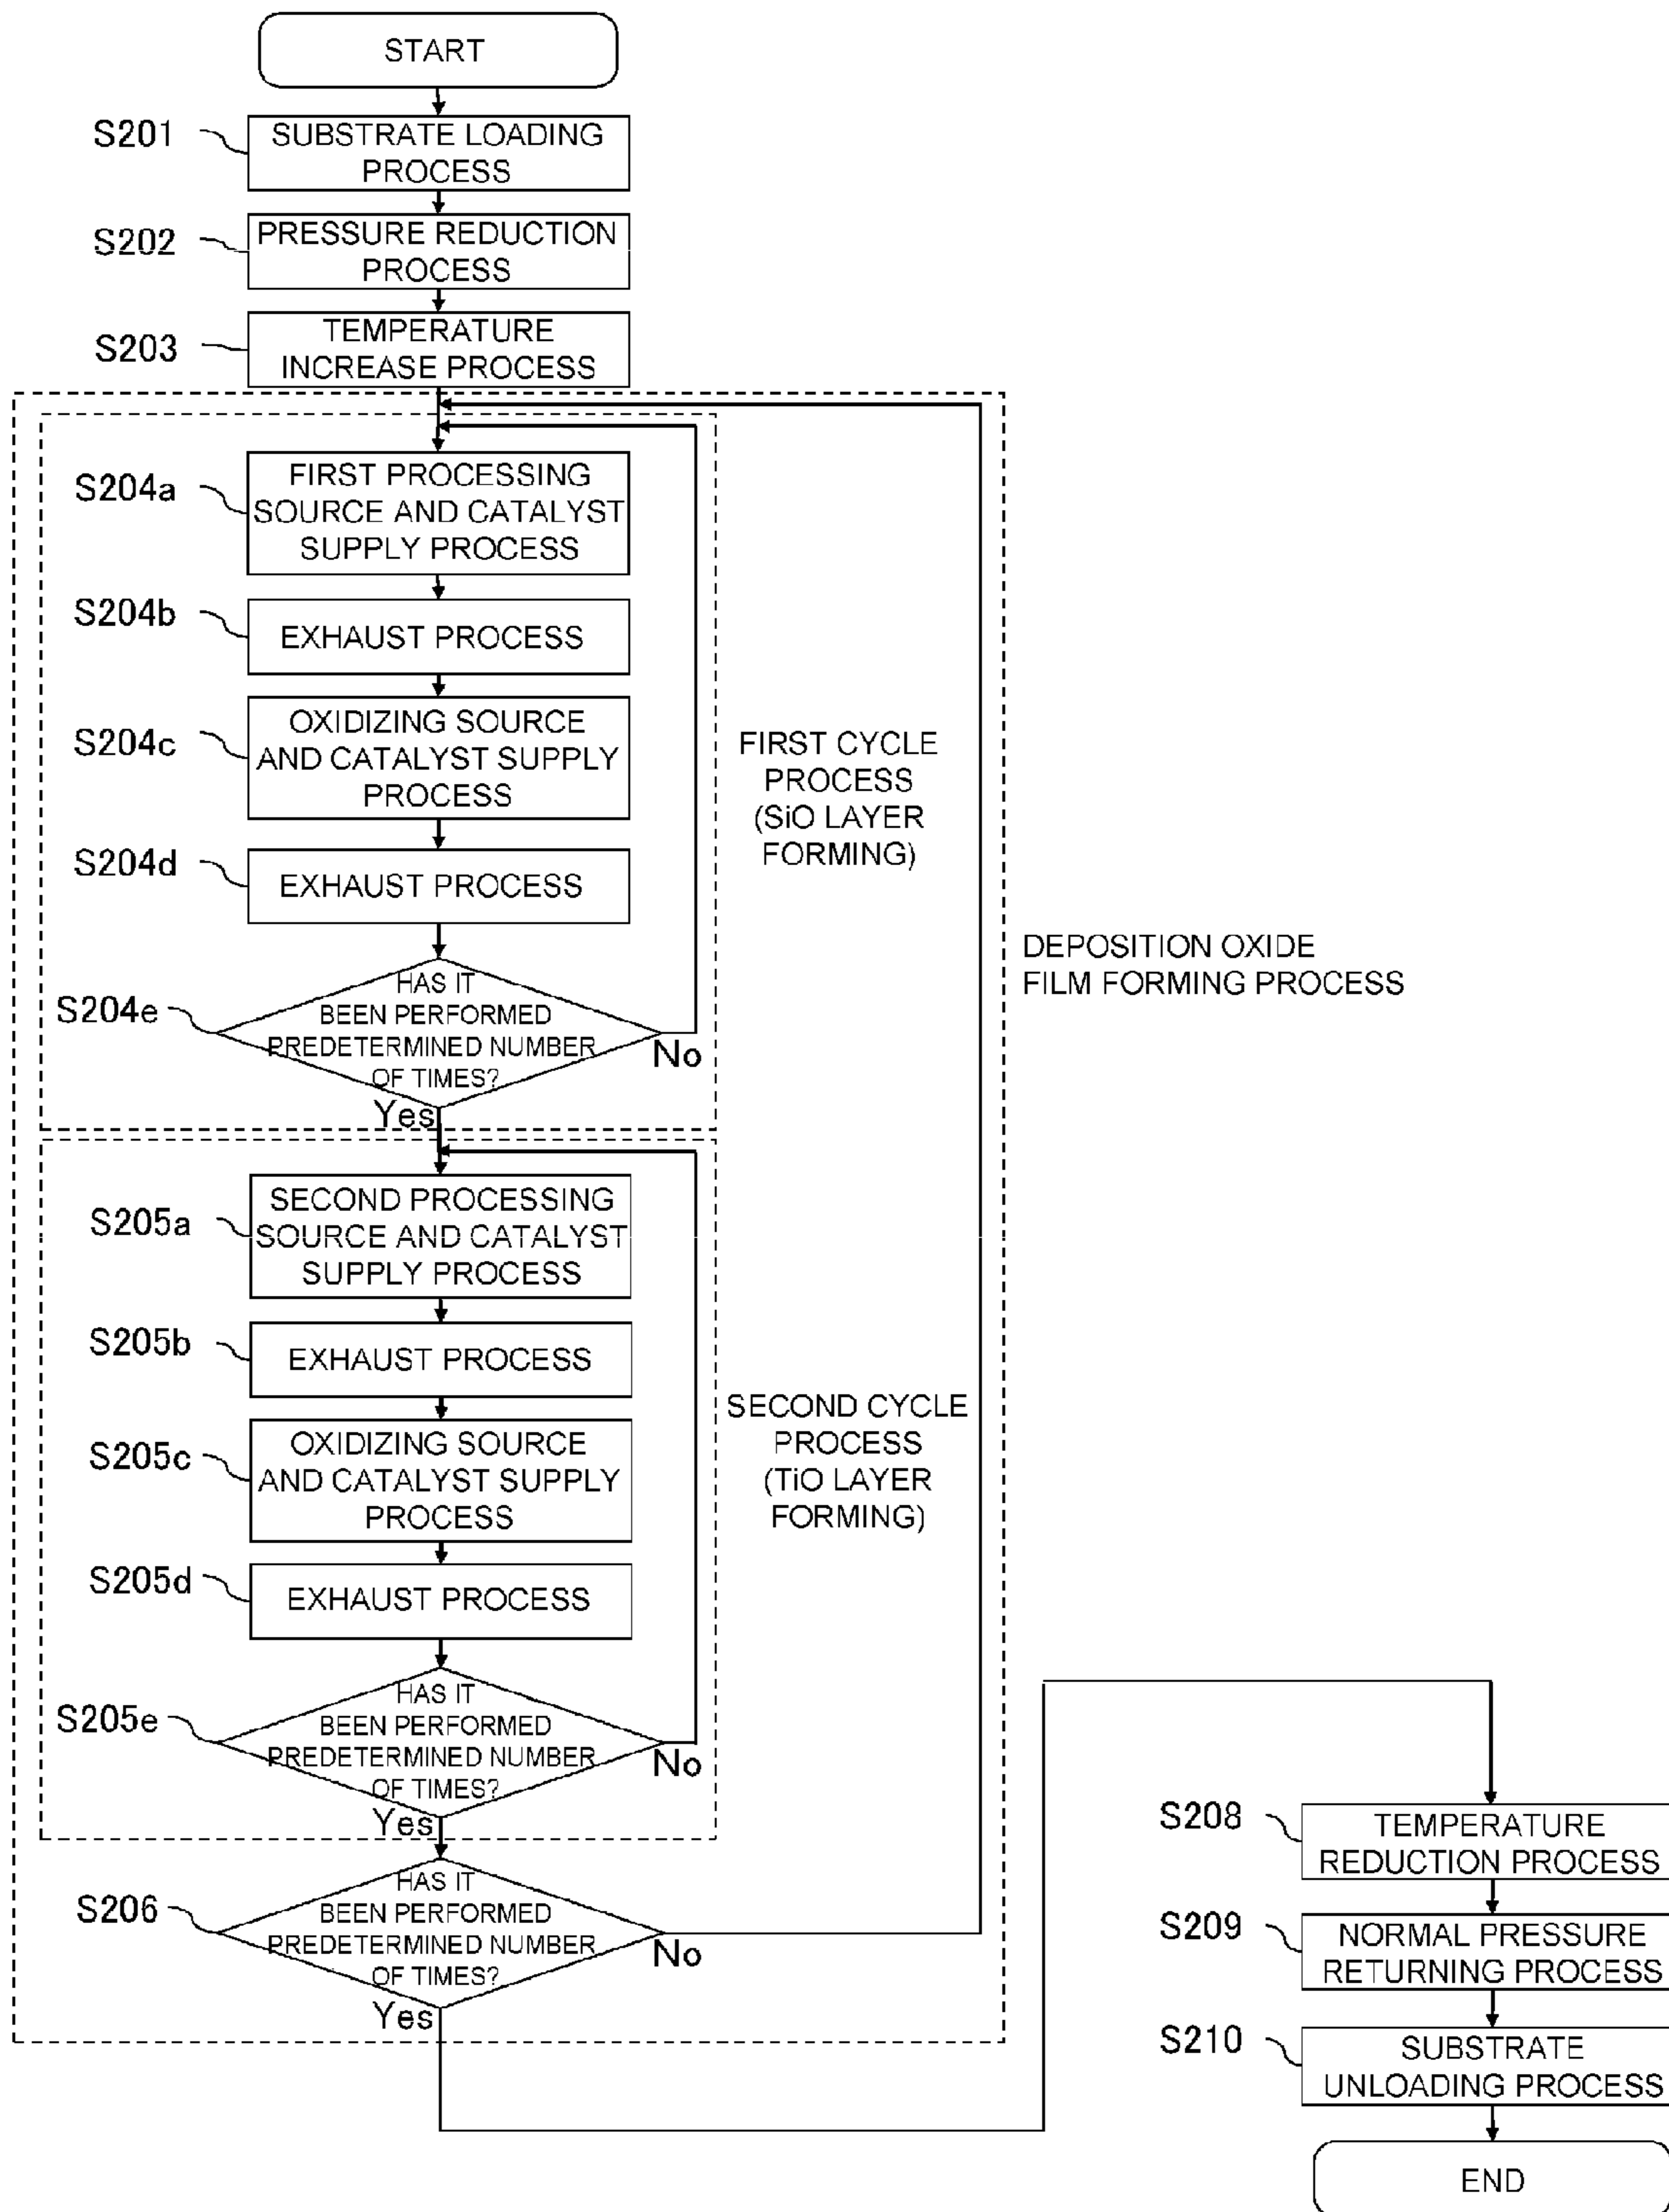 START
S201
SUBSTRATE LOADING
PROCESS
S202
PRESSURE REDUCTION
PROCESS
S203
TEMPERATURE
INCREASE PROCESS
S204a
FIRST PROCESSING
SOURCE AND CATALYST
SUPPLY PROCESS
S204b
EXHAUST PROCESS
S204c
OXIDIZING SOURCE
AND CATALYST SUPPLY
PROCESS
S204d
EXHAUST PROCESS
S204e
HAS IT
BEEN PERFORMED
PREDETERMINED NUMBER
OF TIMES?
No
Yes
FIRST CYCLE
PROCESS
(SiO LAYER
FORMING)
DEPOSITION OXIDE
FILM FORMING PROCESS
S205a
SECOND PROCESSING
SOURCE AND CATALYST
SUPPLY PROCESS
S205b
EXHAUST PROCESS
S205c
OXIDIZING SOURCE
AND CATALYST SUPPLY
PROCESS
S205d
EXHAUST PROCESS
S205e
HAS IT
BEEN PERFORMED
PREDETERMINED NUMBER
OF TIMES?
No
Yes
SECOND CYCLE
PROCESS
(TiO LAYER
FORMING)
S206
HAS IT
BEEN PERFORMED
PREDETERMINED NUMBER
OF TIMES?
No
Yes
S208
TEMPERATURE
REDUCTION PROCESS
S209
NORMAL PRESSURE
RETURNING PROCESS
S210
SUBSTRATE
UNLOADING PROCESS
END